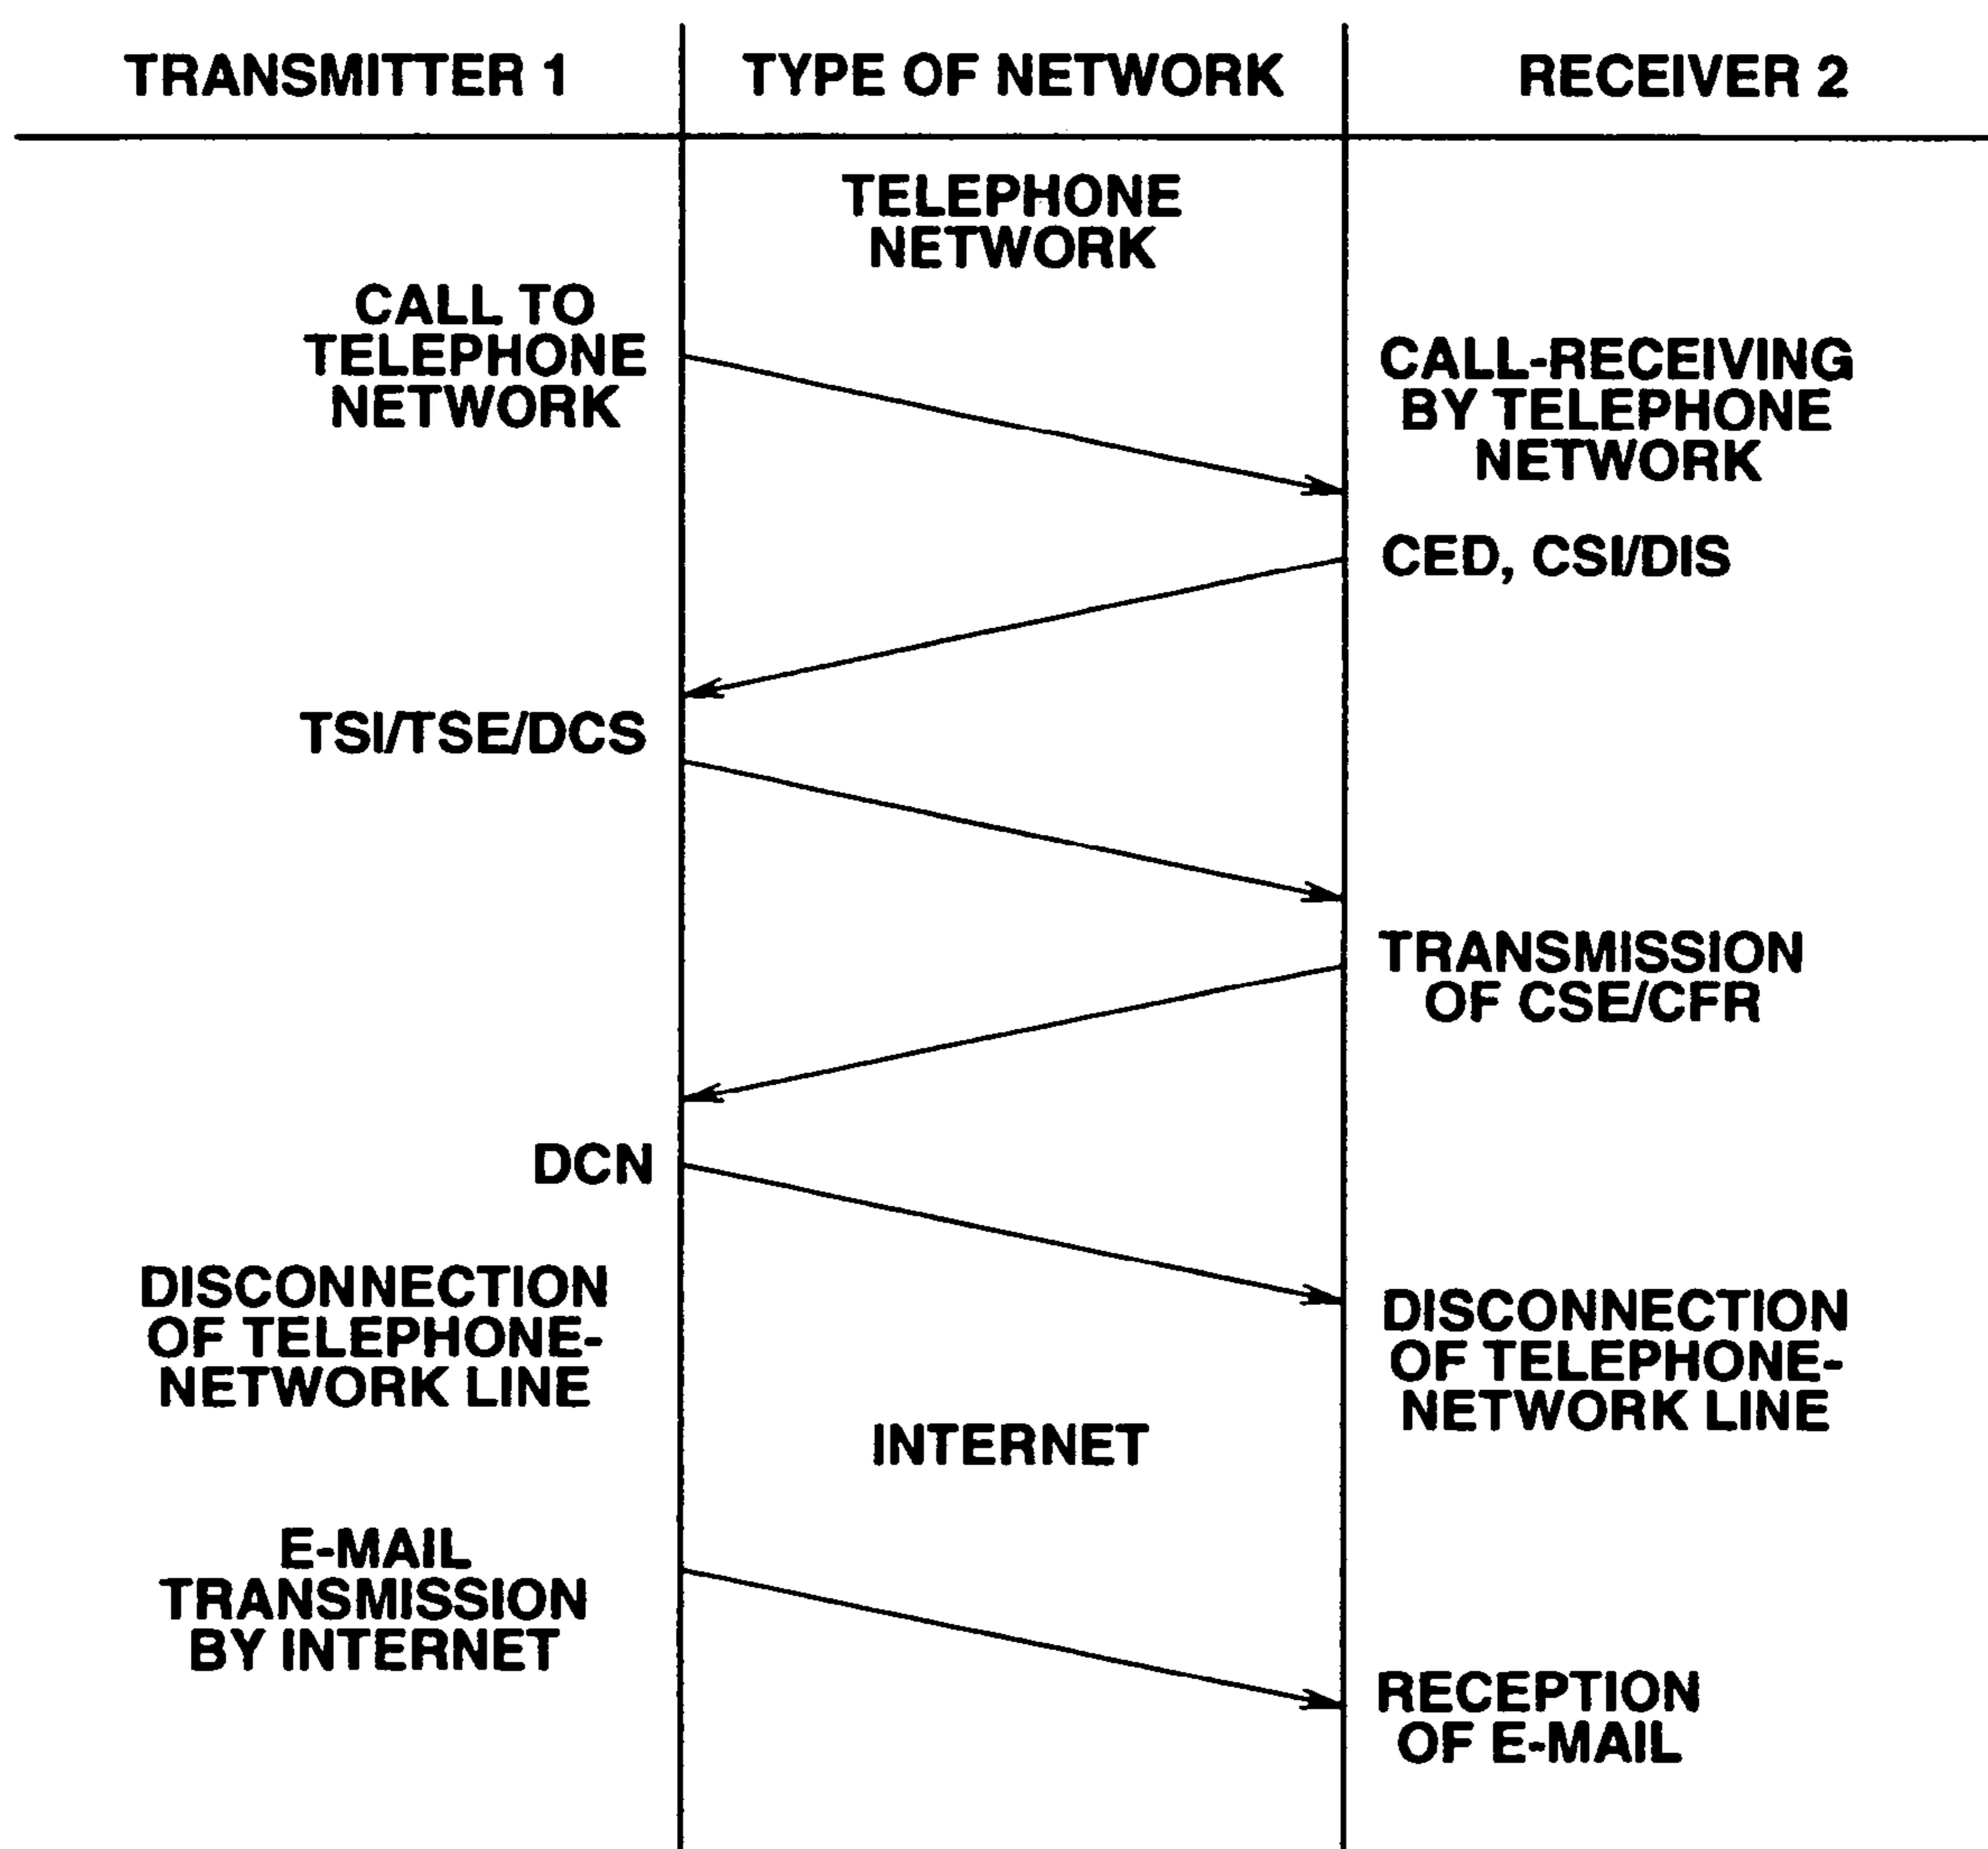 TRANSMITTER 1
TYPE OF NETWORK
RECEIVER 2
TELEPHONE
NETWORK
CALL TO
TELEPHONE
NETWORK
CALL-RECEIVING
BY TELEPHONE
NETWORK
CED, CSI/DIS
TSI/TSE/DCS
TRANSMISSION
OF CSE/CFR
DCN
DISCONNECTION
OF TELEPHONE-
NETWORK LINE
DISCONNECTION
OF TELEPHONE-
NETWORK LINE
INTERNET
E-MAIL
TRANSMISSION
BY INTERNET
RECEPTION
OF E-MAIL